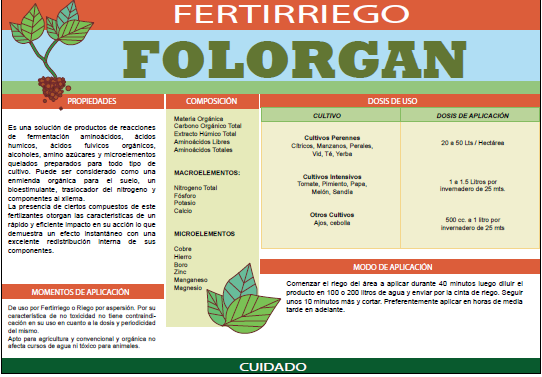 FERTIRRIEGO
FOLORGAN
PROPIEDADES
Es una solución de productos de reacciones
de fermentación aminoácidos, ácidos
humicos, ácidos fulvicos orgánicos,
alcoholes, amino azúcares y microelementos
quelados preparados para todo tipo de
cultivo. Puede ser considerado como una
enmienda orgánica para el suelo, un
bioestimulante, traslocador del nitrogeno y
componentes al xilema.
La presencia de ciertos compuestos de este
fertilizantes otorgan las características de un
rápido y eficiente impacto en su acción lo que
demuestra un efecto instantáneo con una
excelente redistribución interna de sus
componentes.
MOMENTOS DE APLICACIÓN
De uso por Fertirriego o Riego por aspersión. Por su
característica de no toxicidad no tiene contraindi-
cación en su uso en cuanto a la dosis y periodicidad
del mismo.
Apto para agricultura y convencional y orgánica no
afecta cursos de agua ni tóxico para animales.
COMPOSICIÓN
Materia Orgánica
Carbono Orgánico Total
Extracto Húmico Total
Aminoácidos Libres
Aminoácidos Totales
MACROELEMENTOS:
Nitrogeno Total
Fósforo
Potasio
Calcio
MICROELEMENTOS
Cobre
Hierro
Boro
Zinc
Manganeso
Magnesio
DOSIS DE USO
CULTIVO
DOSIS DE APLICACIÓN
Cultivos Perennes
Cítricos, Manzanos, Perales,
Vid, Té, Yerba
20 a 50 Lts / Hectárea
Cultivos Intensivos
Tomate, Pimiento, Papa,
Melón, Sandía
1 a 1.5 Litros por
invernadero de 25 mts.
Otros Cultivos
Ajos, cebolla
500 cc. a 1 litro por
invernadero de 25 mts
MODO DE APLICACIÓN
Comenzar el riego del área a aplicar durante 40 minutos luego diluir el
producto en 100 o 200 litros de agua y enviar por la cinta de riego. Seguir
unos 10 minutos más y cortar. Preferentemente aplicar en horas de media
tarde en adelante.
CUIDADO